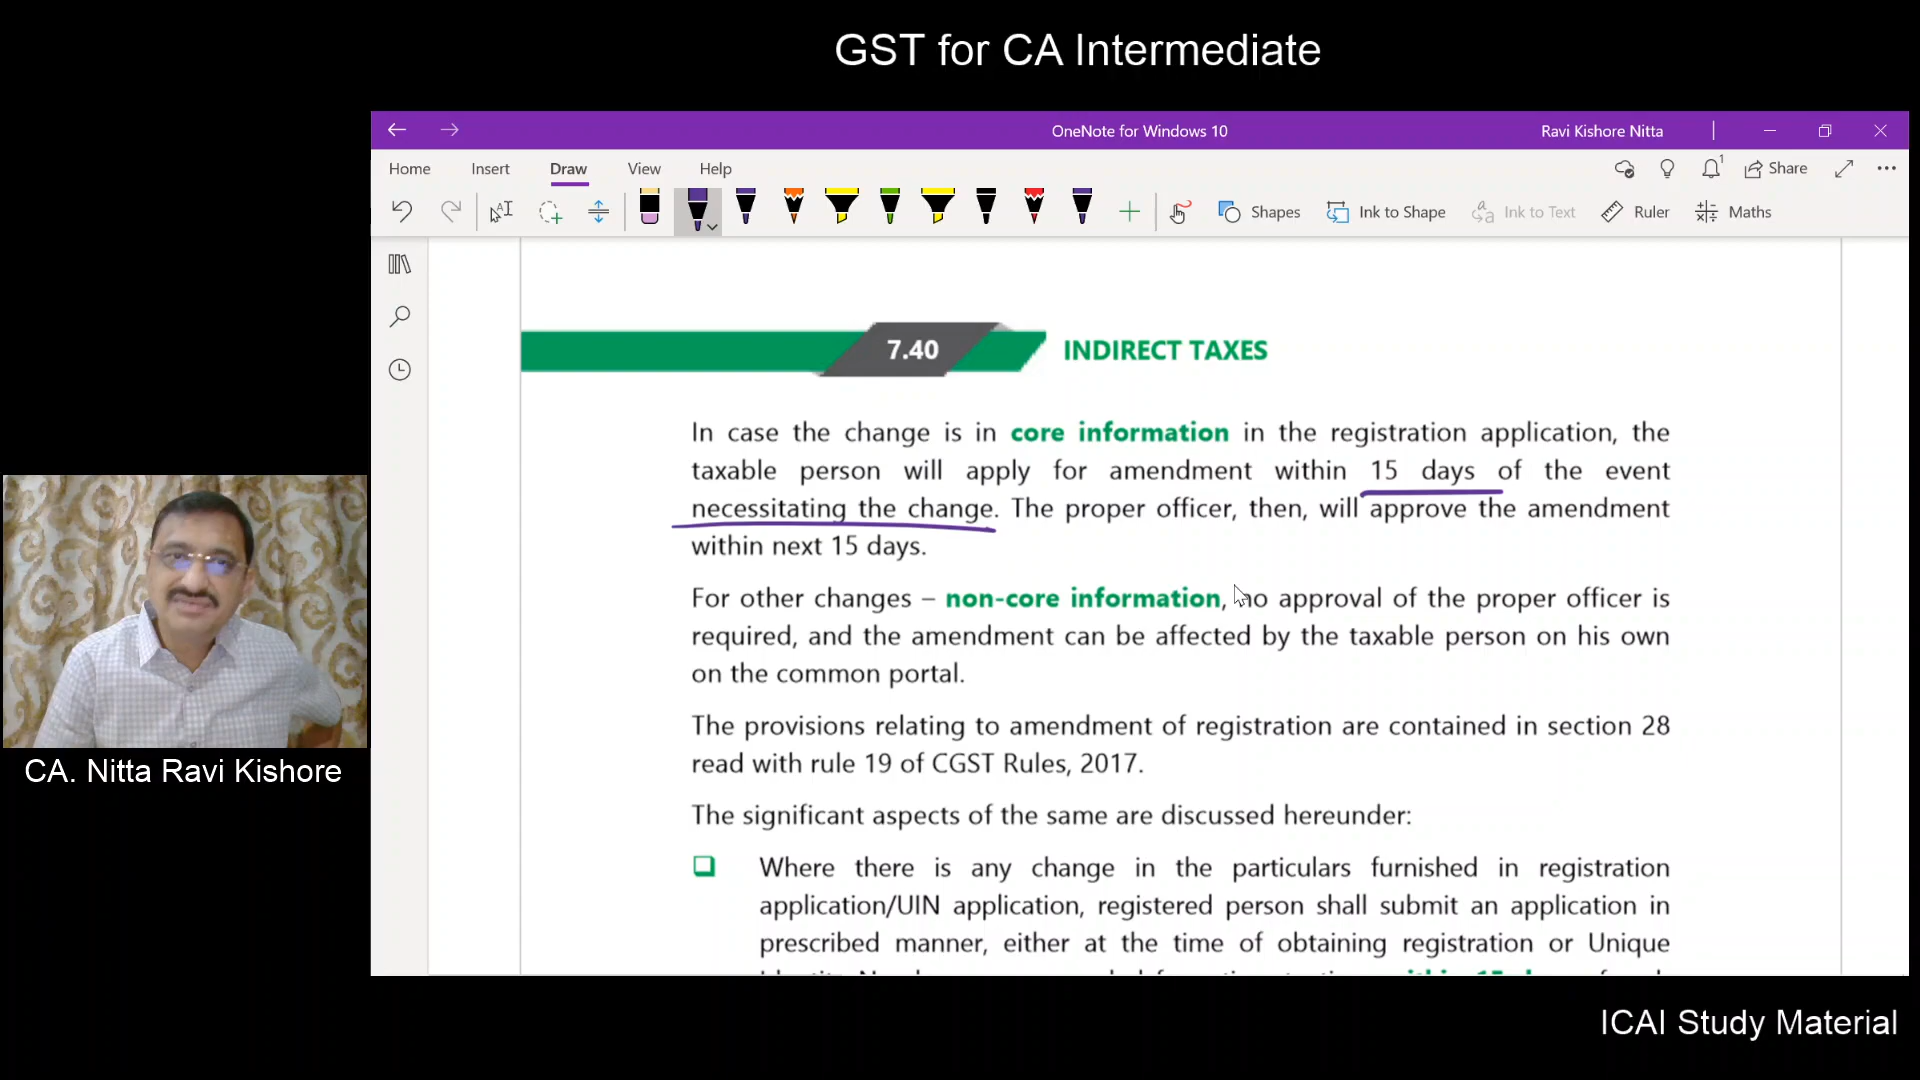 GST for CA Intermediate
OneNote for Windows 10
Ravi Kishore Nitta
Home Insert Draw View Help
1
Share
Shapes Ink to Shape Ink to Text Ruler Maths
7.40 INDIRECT TAXES
In case the change is in core information in the registration application, the
taxable person will apply for amendment within 15 days of the event
necessitating the change. The proper officer, then, will approve the amendment
within next 15 days.
For other changes – non-core information, no approval of the proper officer is
required, and the amendment can be affected by the taxable person on his own
on the common portal.
The provisions relating to amendment of registration are contained in section 28
read with rule 19 of CGST Rules, 2017.
The significant aspects of the same are discussed hereunder:
Where there is any change in the particulars furnished in registration
application/UIN application, registered person shall submit an application in
prescribed manner, either at the time of obtaining registration or Unique
CA. Nitta Ravi Kishore
ICAI Study Material